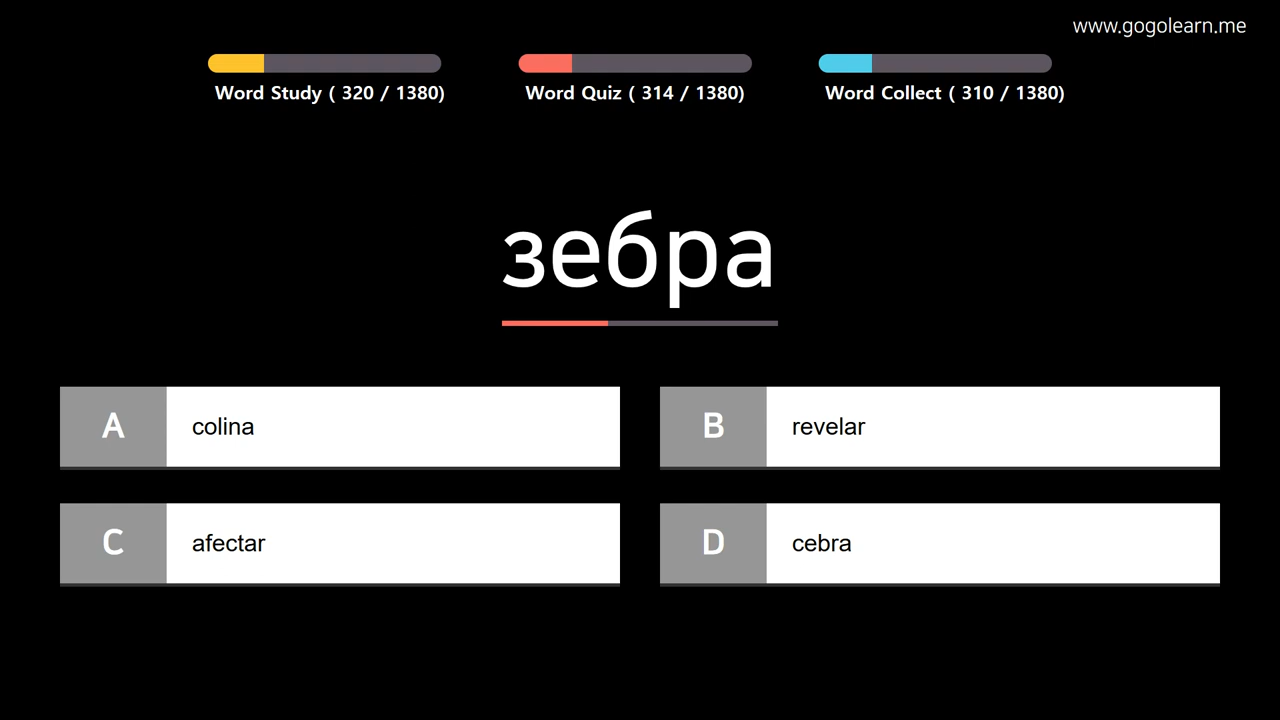 www.gogolearn.me
Word Study ( 320 / 1380)
Word Quiz ( 314 / 1380)
Word Collect ( 310 / 1380)
зебра
A colina
B revelar
C afectar
D cebra